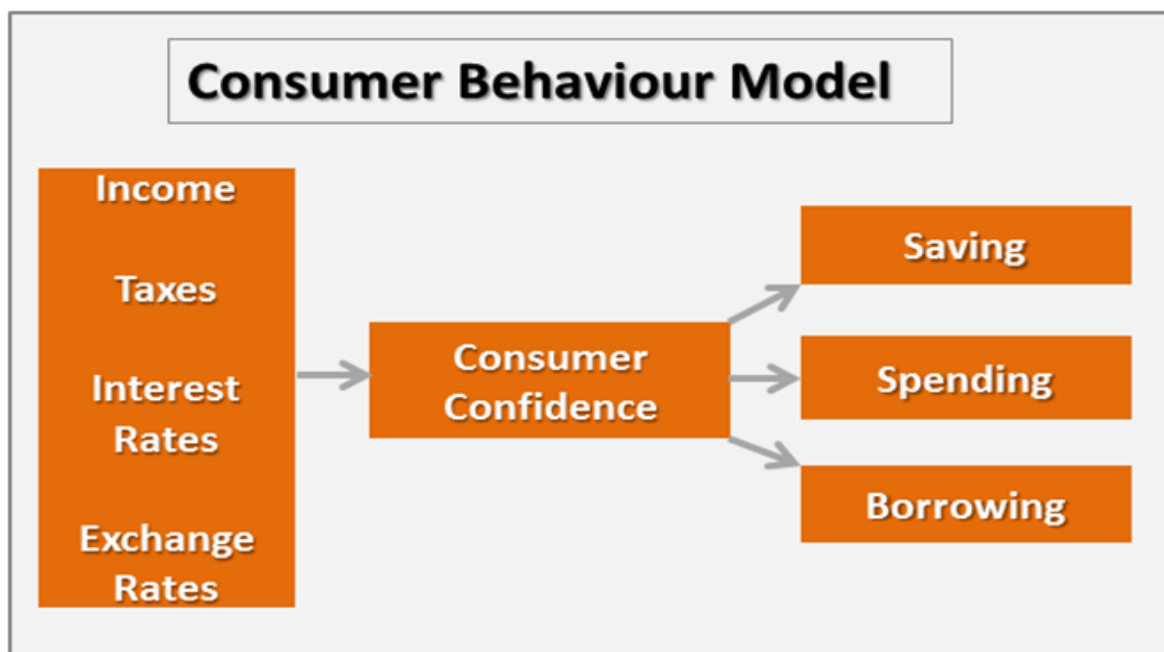 Consumer Behaviour Model
Income
Taxes
Interest
Rates
Exchange
Rates
Consumer
Confidence
Saving
Spending
Borrowing